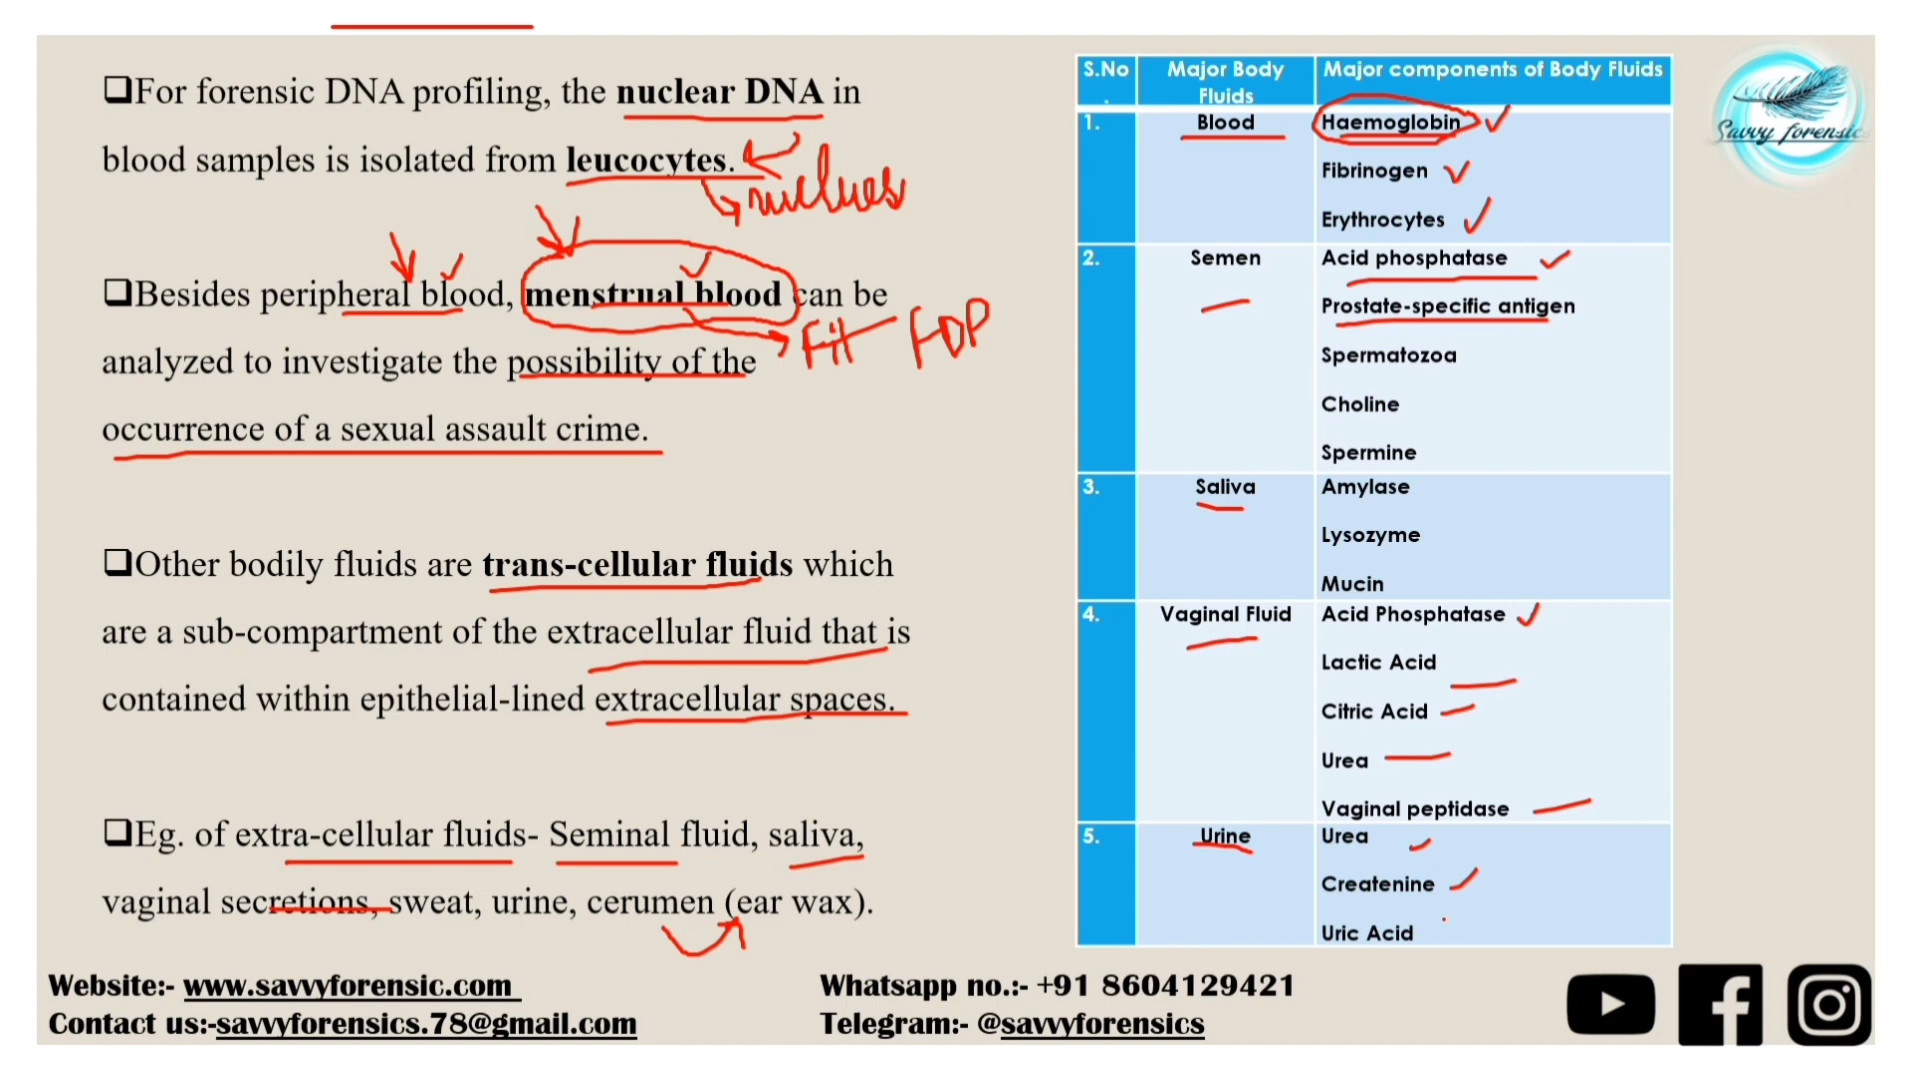 ❑For forensic DNA profiling, the nuclear DNA in
blood samples is isolated from leucocytes.
nuclues
❑Besides peripheral blood, menstrual blood can be
Fit FDP
analyzed to investigate the possibility of the
occurrence of a sexual assault crime.
❑Other bodily fluids are trans-cellular fluids which
are a sub-compartment of the extracellular fluid that is
contained within epithelial-lined extracellular spaces.
❑Eg. of extra-cellular fluids- Seminal fluid, saliva,
vaginal secretions, sweat, urine, cerumen (ear wax).
S.No. Major Body Fluids Major components of Body Fluids
1. Blood Haemoglobin
Fibrinogen
Erythrocytes
2. Semen Acid phosphatase
Prostate-specific antigen
Spermatozoa
Choline
Spermine
3. Saliva Amylase
Lysozyme
Mucin
4. Vaginal Fluid Acid Phosphatase
Lactic Acid
Citric Acid
Urea
Vaginal peptidase
5. Urine Urea
Createnine
Uric Acid
Savvy forensics
Website:- www.savvyforensic.com
Contact us:-savvyforensics.78@gmail.com
Whatsapp no.:- +91 8604129421
Telegram:- @savvyforensics